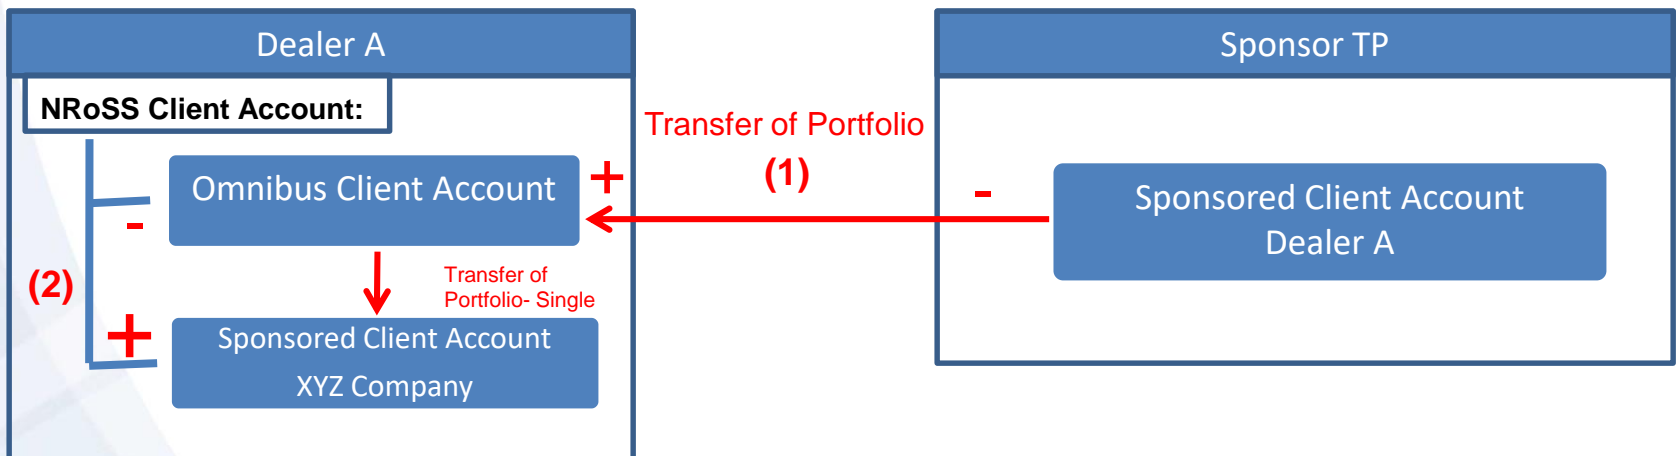 Dealer A
NRoSS Client Account:
Omnibus Client Account
+
-
(2)
Transfer of
Portfolio- Single
+
Sponsored Client Account
XYZ Company
Transfer of Portfolio
(1)
-
Sponsor TP
Sponsored Client Account
Dealer A